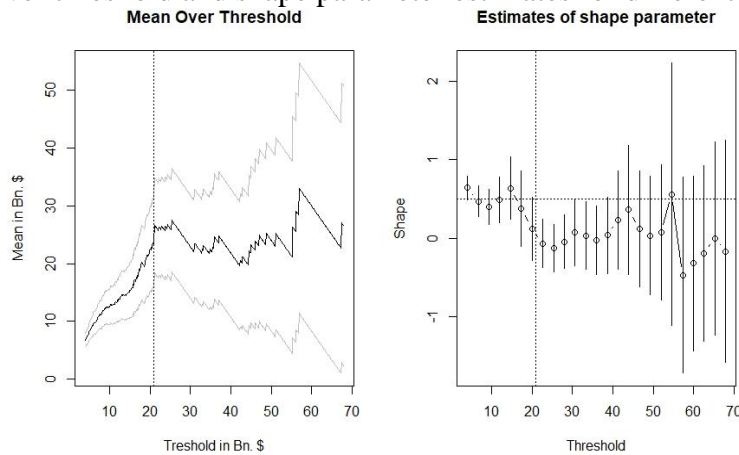 Mean Over Threshold
Estimates of shape parameter
Mean in Bn. $
0
10
20
30
40
50
10 20 30 40 50 60 70
Treshold in Bn. $
Shape
-1
0
1
2
10 20 30 40 50 60 70
Threshold